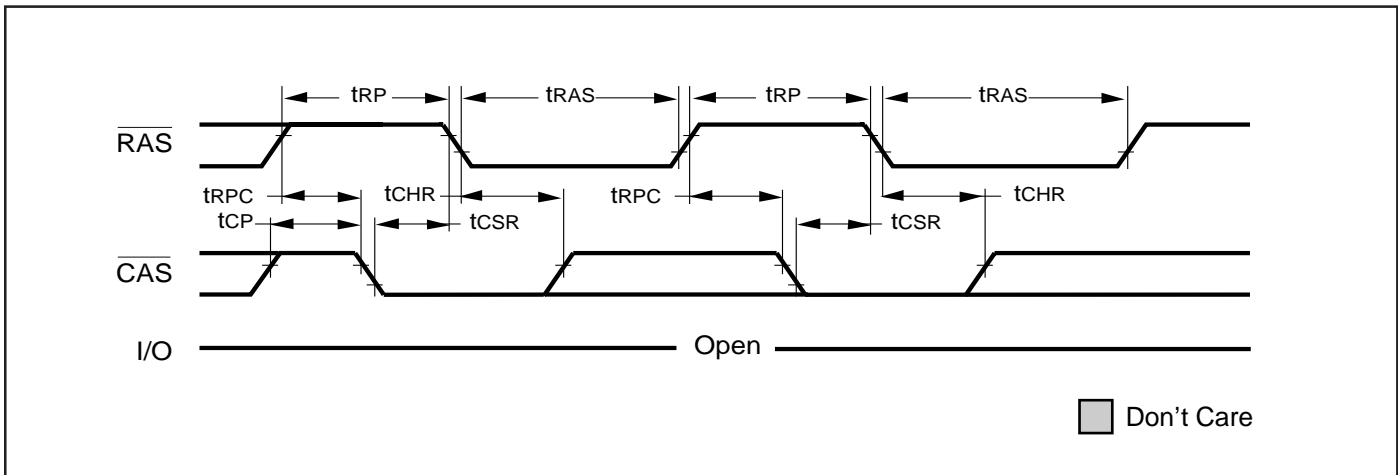 tRP tRAS tRP tRAS
RAS
tRPC tCHR tRPC tCHR
tCP tCSR tCSR
CAS
I/O Open
Don't Care